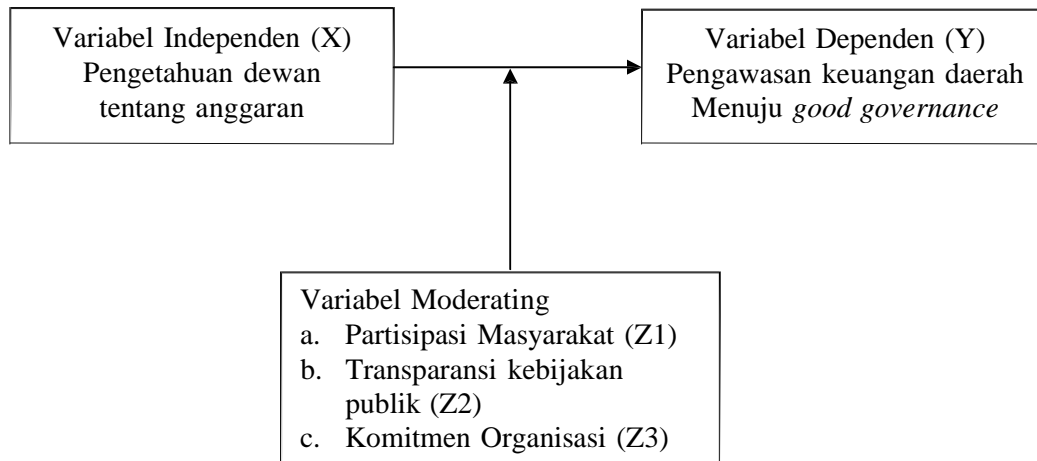 Variabel Independen (X)
Pengetahuan dewan
tentang anggaran
Variabel Dependen (Y)
Pengawasan keuangan daerah
Menuju good governance
Variabel Moderating
a. Partisipasi Masyarakat (Z1)
b. Transparansi kebijakan
publik (Z2)
c. Komitmen Organisasi (Z3)